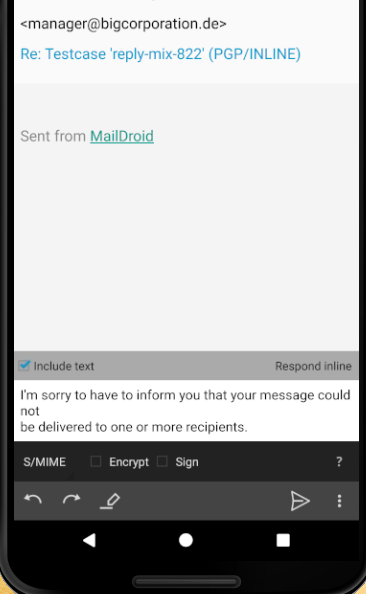 <manager@bigcorporation.de>
Re: Testcase 'reply-mix-822' (PGP/INLINE)
Sent from MailDroid
Include text Respond inline
I'm sorry to have to inform you that your message could
not
be delivered to one or more recipients.
S/MIME Encrypt Sign ?